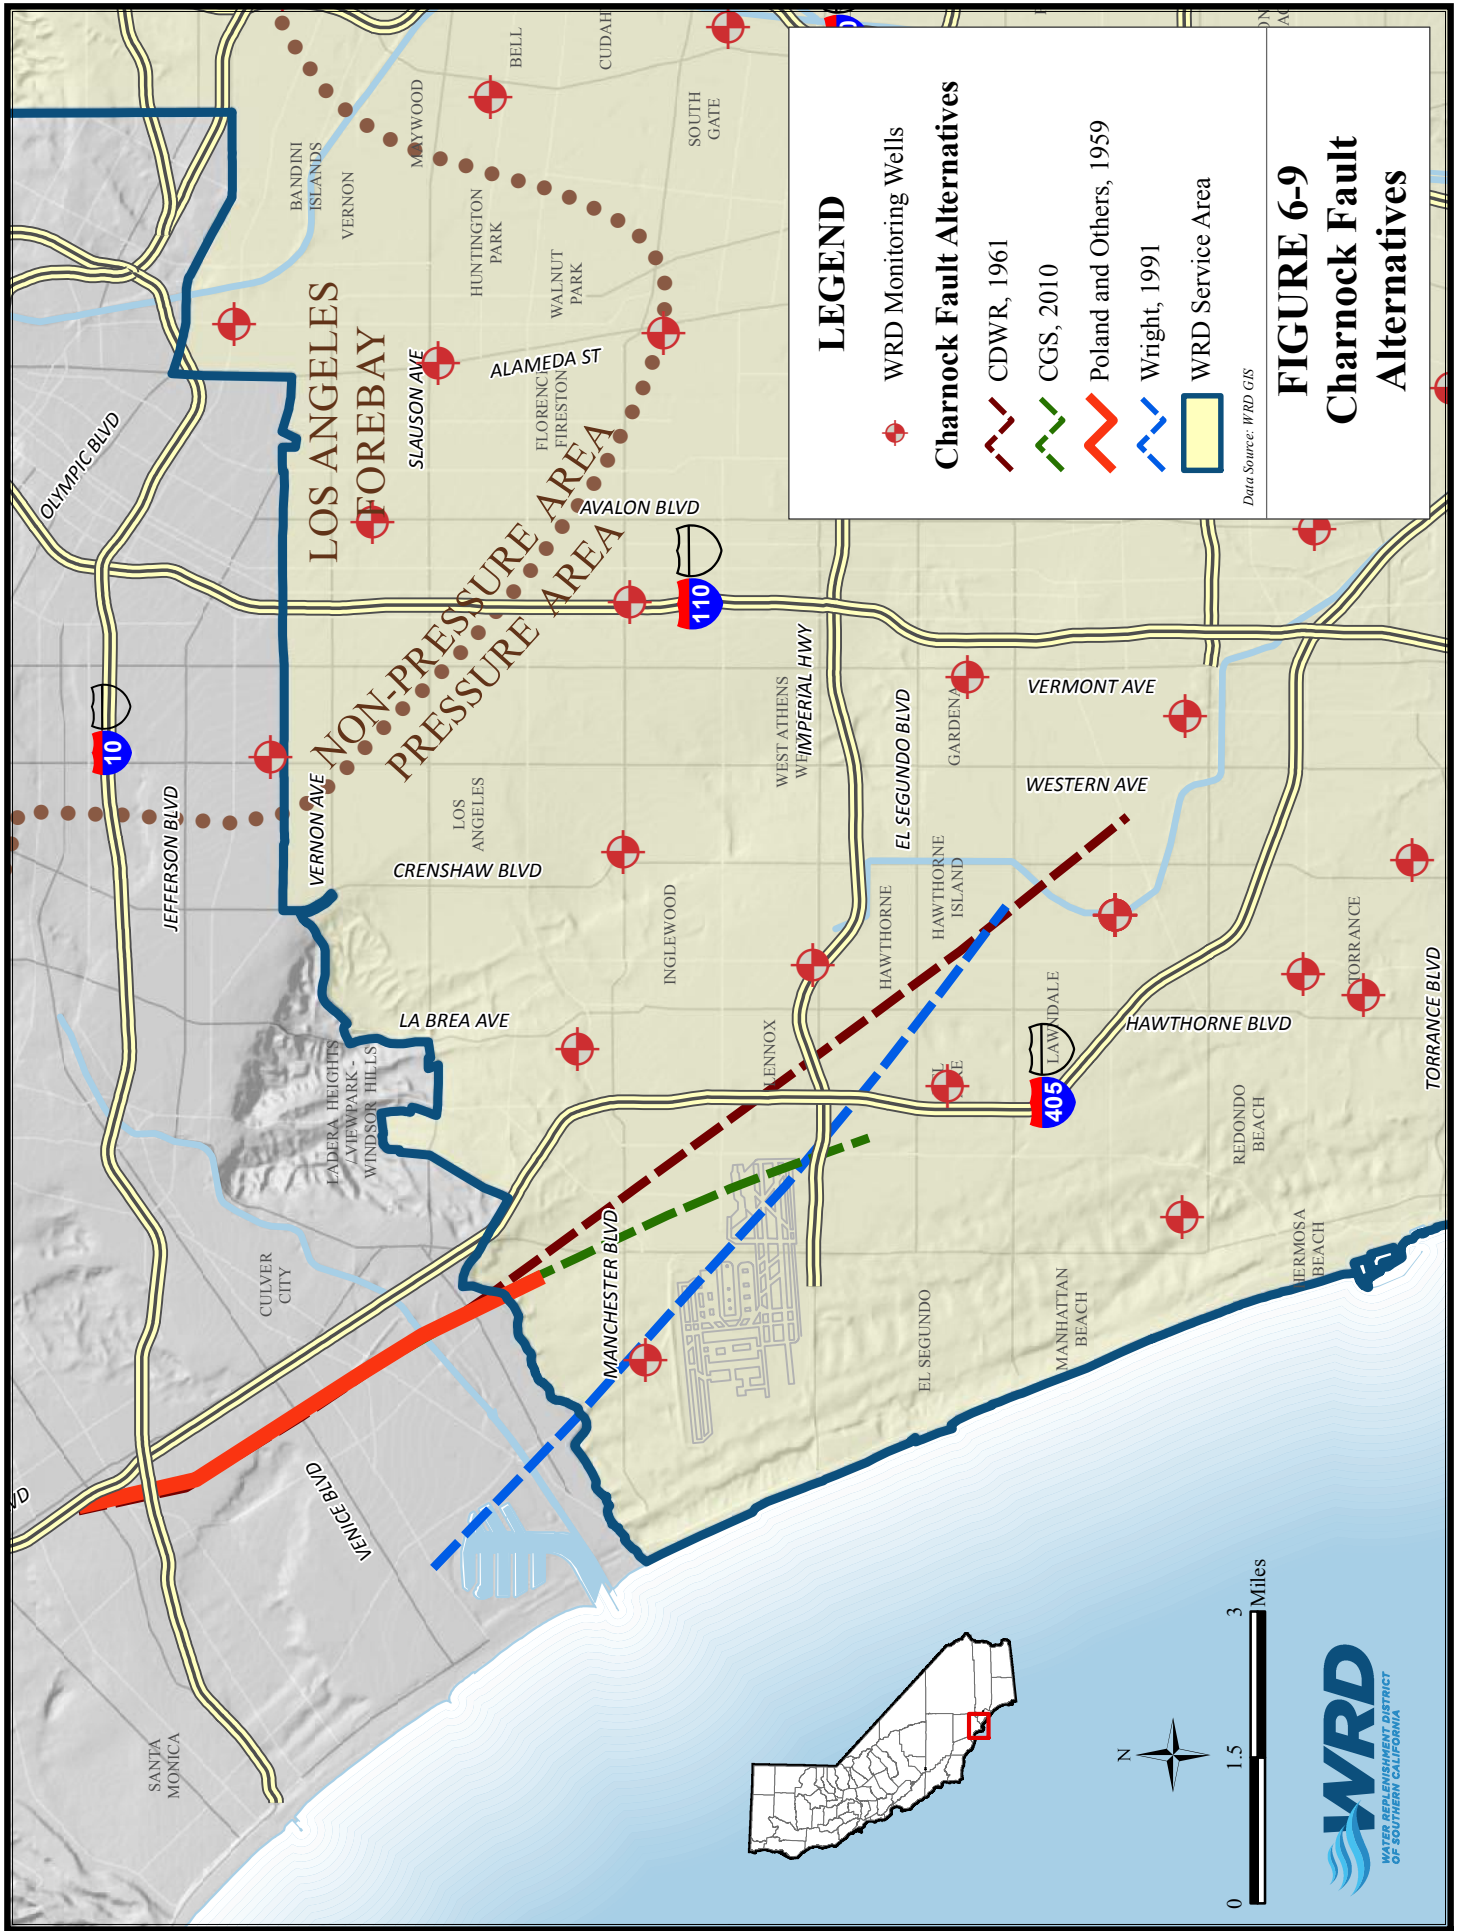 SANTA
MONICA
CULVER
CITY
VENICE BLVD
VD
OLYMPIC BLVD
JEFFERSON BLVD
10
VERNON AVE
LADERA HEIGHTS
/ VIEWPARK -
WINDSOR HILLS
LA BREA AVE
CRENSHAW BLVD
LOS
ANGELES
NON-PRESSURE AREA
PRESSURE AREA
LOS ANGELES
FOREBAY
SLAUSON AVE
ALAMEDA ST
AVALON BLVD
BANDINI
ISLANDS
VERNON
MAYWOOD
BELL
CUDAH
HUNTINGTON
PARK
WALNUT
PARK
FLORENC
FIRESTON
SOUTH
GATE
110
MANCHESTER BLVD
INGLEWOOD
LENNOX
WEST ATHENS
WE
IMPERIAL HWY
EL SEGUNDO BLVD
HAWTHORNE
HAWTHORNE
ISLAND
GARDENA
VERMONT AVE
WESTERN AVE
EL SEGUNDO
MANHATTAN
BEACH
LAWNDALE
405
HAWTHORNE BLVD
REDONDO
BEACH
HERMOSA
BEACH
TORRANCE
TORRANCE BLVD
LEGEND
WRD Monitoring Wells
Charnock Fault Alternatives
CDWR, 1961
CGS, 2010
Poland and Others, 1959
Wright, 1991
WRD Service Area
Data Source: WRD GIS
FIGURE 6-9
Charnock Fault
Alternatives
N
0 1.5 3
Miles
WRD
WATER REPLENISHMENT DISTRICT
OF SOUTHERN CALIFORNIA